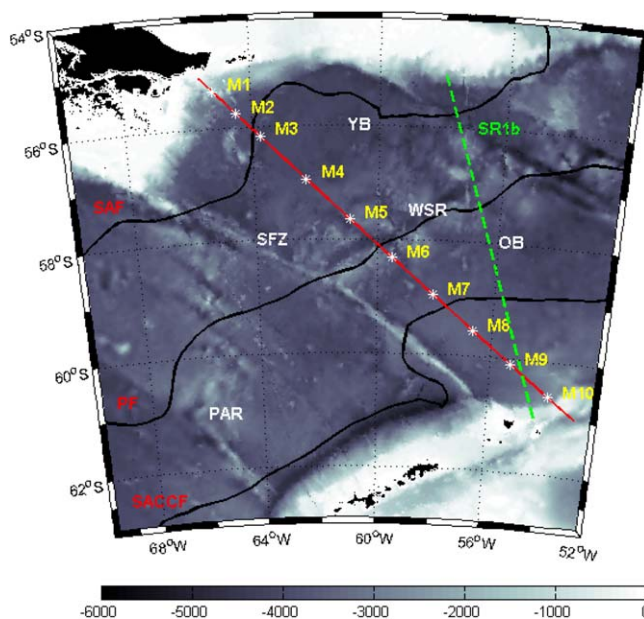 54°S
M1
M2
M3
YB
SR1b
56°S
M4
SAF
M5
WSR
SFZ
M6
OB
58°S
M7
M8
60°S
M9
PF
PAR
M10
62°S
SACCF
68°W
64°W
60°W
56°W
52°W
-6000 -5000 -4000 -3000 -2000 -1000 0